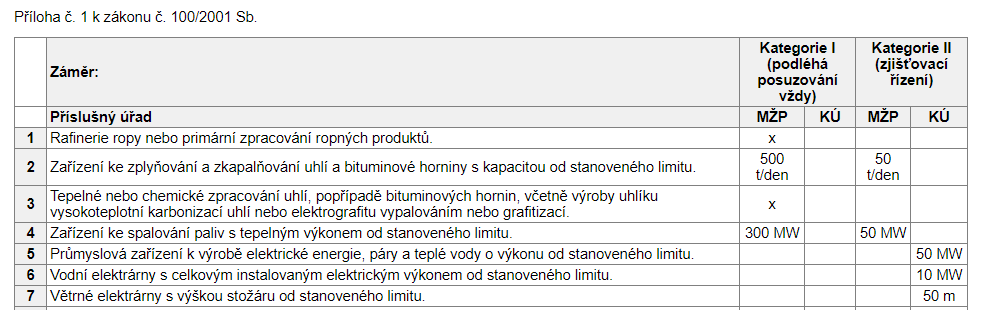 Příloha č. 1 k zákonu č. 100/2001 Sb.
Záměr: Kategorie I (podléhá posuzování vždy) Kategorie II (zjišťovací řízení)
Příslušný úřad MŽP KÚ MŽP KÚ
1 Rafinerie ropy nebo primární zpracování ropných produktů. x
2 Zařízení ke zplyňování a zkapalňování uhlí a bituminové horniny s kapacitou od stanoveného limitu. 500 t/den 50 t/den
3 Tepelné nebo chemické zpracování uhlí, popřípadě bituminových hornin, včetně výroby uhlíku
vysokoteplotní karbonizací uhlí nebo elektrografitu vypalováním nebo grafitizací. x
4 Zařízení ke spalování paliv s tepelným výkonem od stanoveného limitu. 300 MW 50 MW
5 Průmyslová zařízení k výrobě elektrické energie, páry a teplé vody o výkonu od stanoveného limitu. 50 MW
6 Vodní elektrárny s celkovým instalovaným elektrickým výkonem od stanoveného limitu. 10 MW
7 Větrné elektrárny s výškou stožáru od stanoveného limitu. 50 m